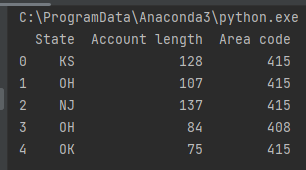 C:\ProgramData\Anaconda3\python.exe
State Account length Area code
0 KS 128 415
1 OH 107 415
2 NJ 137 415
3 OH 84 408
4 OK 75 415